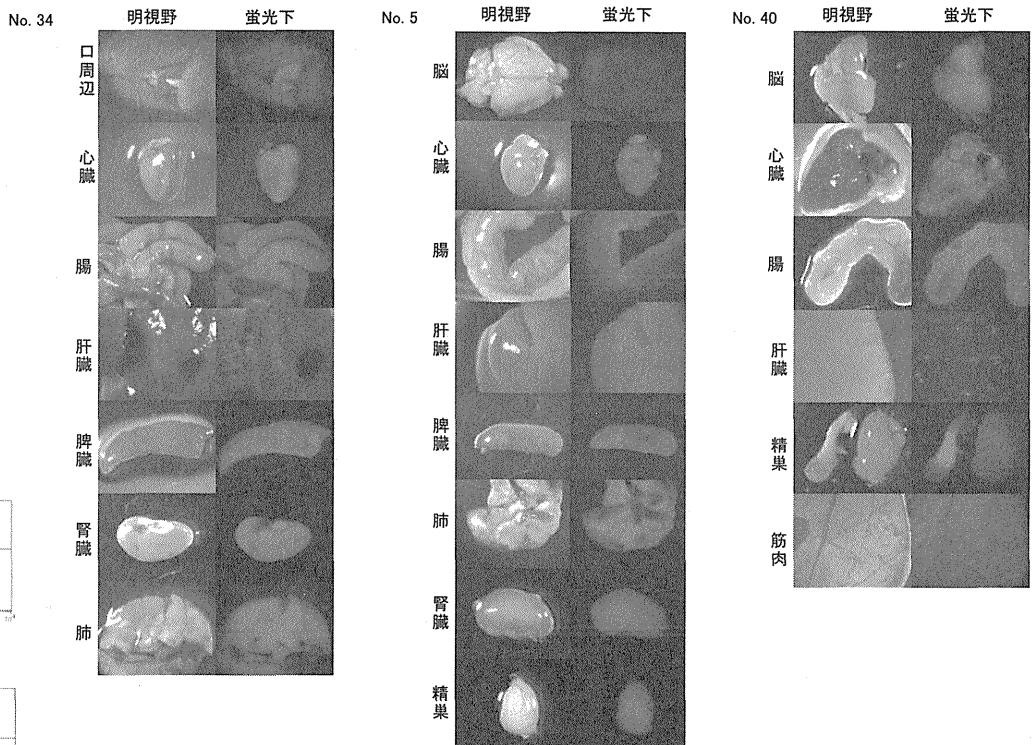 No. 34
明視野
蛍光下
口周辺
心臓
腸
肝臓
脾臓
腎臓
肺
No. 5
明視野
蛍光下
脳
心臓
腸
肝臓
脾臓
肺
腎臓
精巣
No. 40
明視野
蛍光下
脳
心臓
腸
肝臓
精巣
筋肉